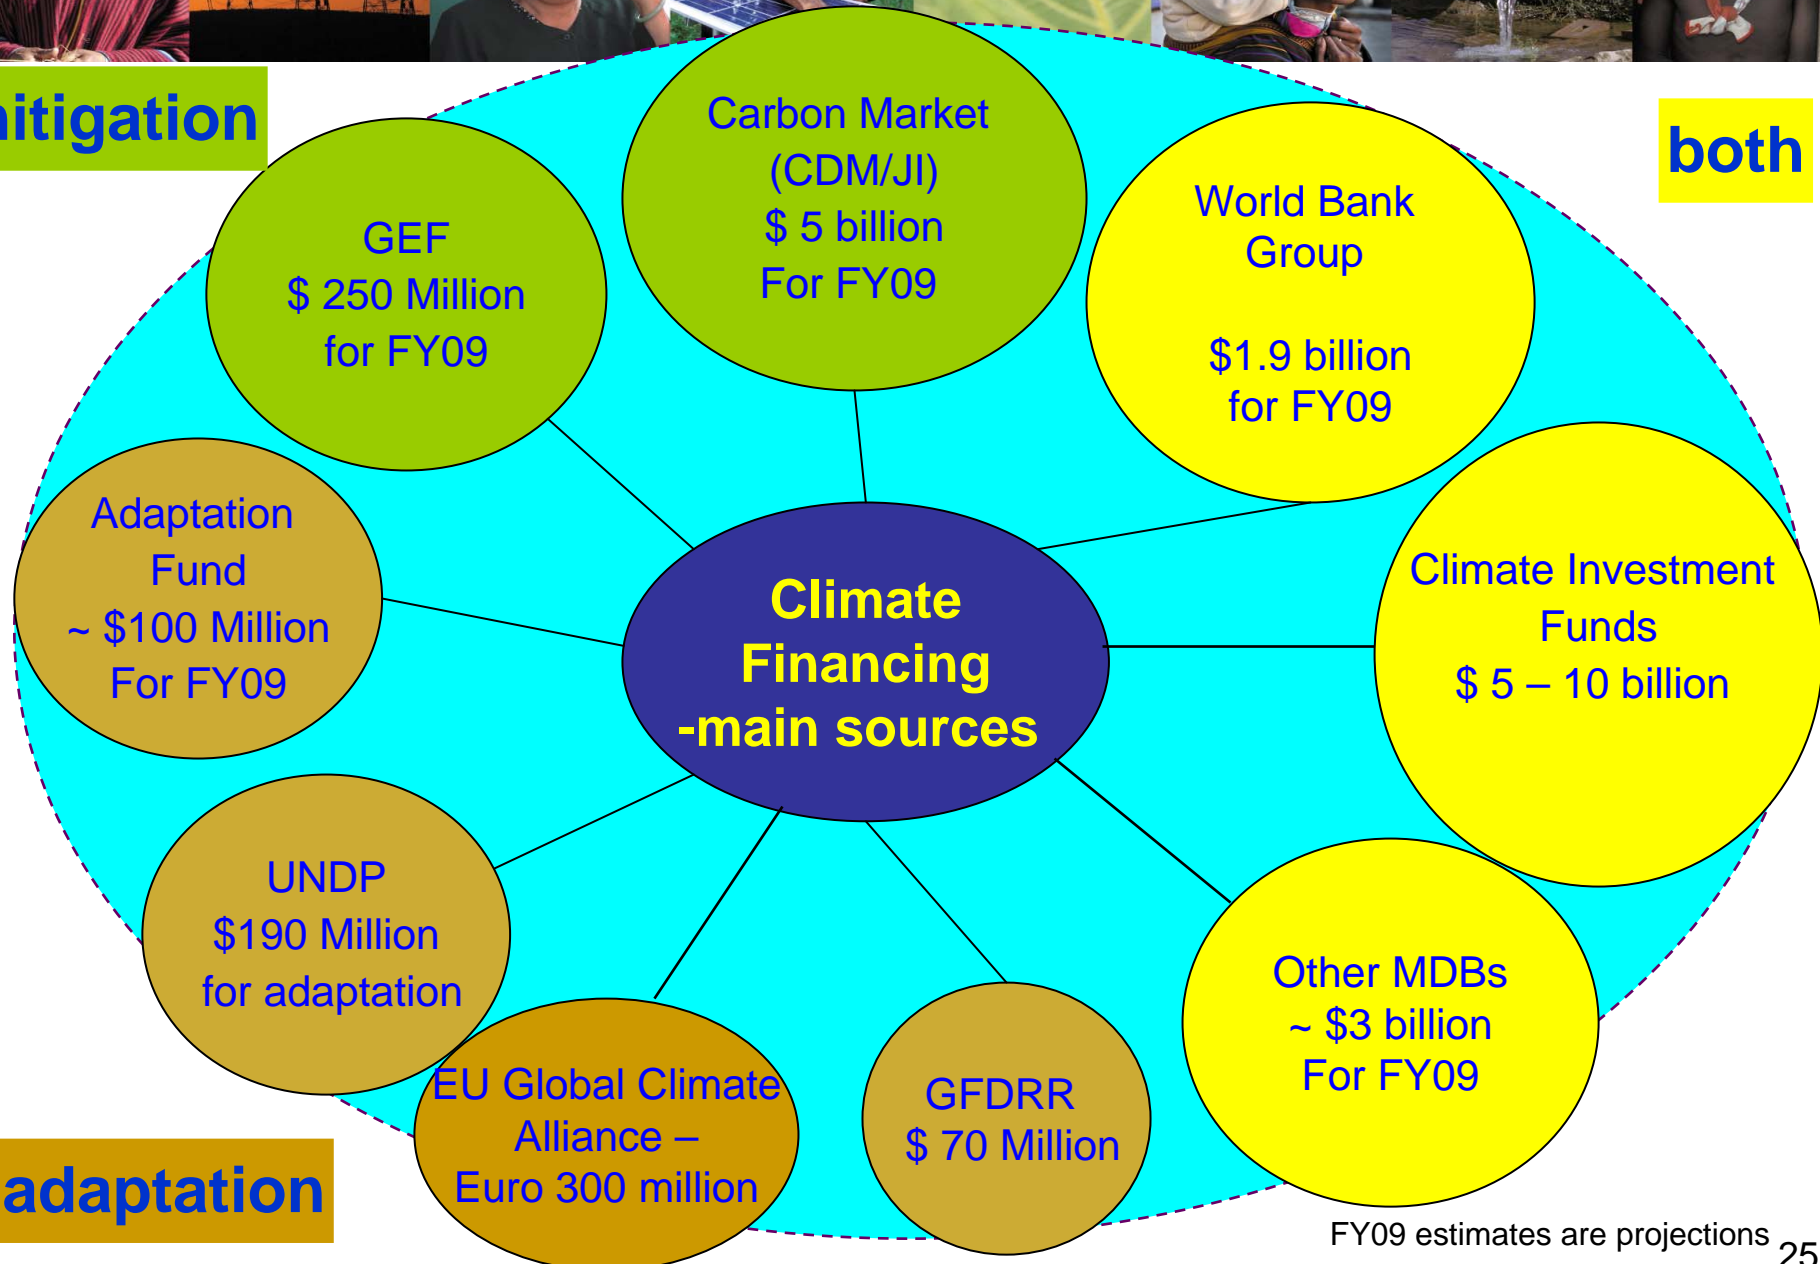 mitigation
both
Carbon Market
(CDM/JI)
$ 5 billion
For FY09
World Bank
Group
$1.9 billion
for FY09
GEF
$ 250 Million
for FY09
Adaptation
Fund
~ $100 Million
For FY09
Climate
Financing
-main sources
Climate Investment
Funds
$ 5 – 10 billion
UNDP
$190 Million
for adaptation
EU Global Climate
Alliance –
Euro 300 million
GFDRR
$ 70 Million
Other MDBs
~ $3 billion
For FY09
adaptation
FY09 estimates are projections
25